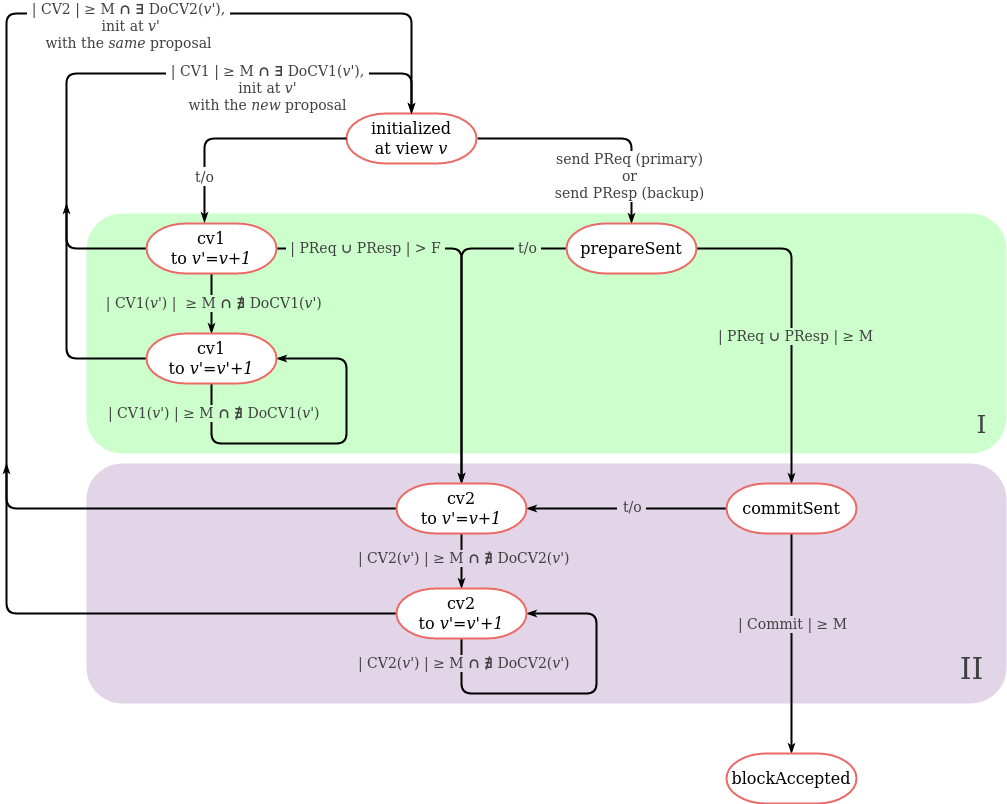 | CV2 | ≥ M ∩ ∃ DoCV2(v'),
init at v'
with the same proposal
| CV1 | ≥ M ∩ ∃ DoCV1(v'),
init at v'
with the new proposal
initialized
at view v
t/o
send PReq (primary)
or
send PResp (backup)
cv1
to v'=v+1
| PReq ∪ PResp | > F
t/o
prepareSent
| CV1(v') | ≥ M ∩ ∄ DoCV1(v')
| PReq ∪ PResp | ≥ M
cv1
to v'=v'+1
| CV1(v') | ≥ M ∩ ∄ DoCV1(v')
I
cv2
to v'=v+1
t/o
commitSent
| CV2(v') | ≥ M ∩ ∄ DoCV2(v')
cv2
to v'=v'+1
| Commit | ≥ M
| CV2(v') | ≥ M ∩ ∄ DoCV2(v')
II
blockAccepted